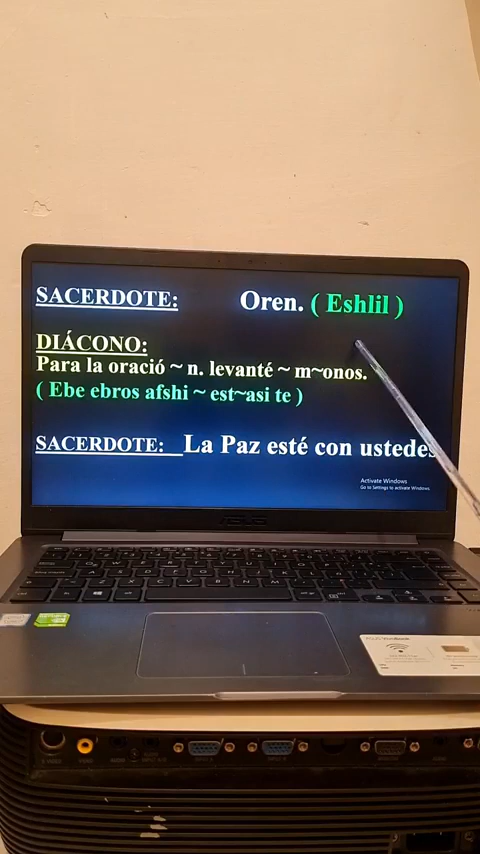 SACERDOTE: Oren. ( Eshlil )
DIÁCONO:
Para la oració ~ n. levanté ~ m~onos.
( Ebe ebros afshi ~ est~asi te )
SACERDOTE: La Paz esté con ustedes
Activate Windows
Go to Settings to activate Windows.
ASUS